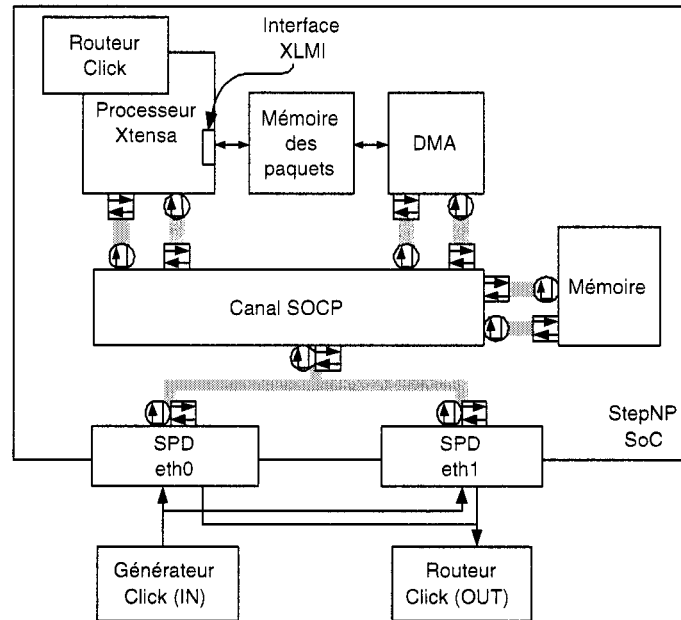 Interface
XLMI
Routeur
Click
Processeur
Xtensa
Mémoire
des
paquets
DMA
Canal SOCP
Mémoire
StepNP
SoC
SPD
eth0
SPD
eth1
Générateur
Click (IN)
Routeur
Click (OUT)